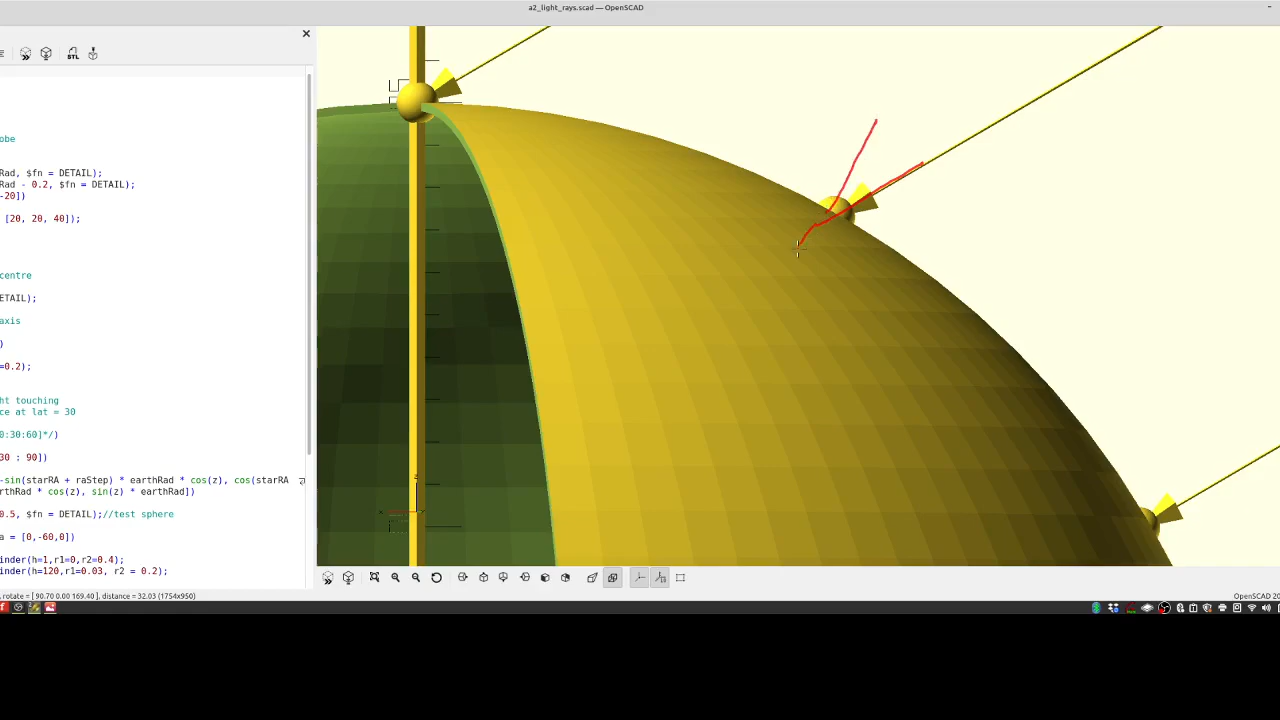 a2_light_rays.scad — OpenSCAD
STL
obe
Rad, $fn = DETAIL);
Rad - 0.2, $fn = DETAIL);
-20])
[20, 20, 40]);
centre
TAIL);
axis
)
=0.2);
ht touching
ce at lat = 30
0:30:60]*/)
30 : 90])
-sin(starRA + raStep) * earthRad * cos(z), cos(starRA
rthRad * cos(z), sin(z) * earthRad])
0.5, $fn = DETAIL);//test sphere
a = [0,-60,0])
inder(h=1,r1=0,r2=0.4);
inder(h=120,r1=0.03, r2 = 0.2);
, rotate = [ 90.70 0.00 169.40 ], distance = 32.03 (1754x950)
OpenSCAD 20